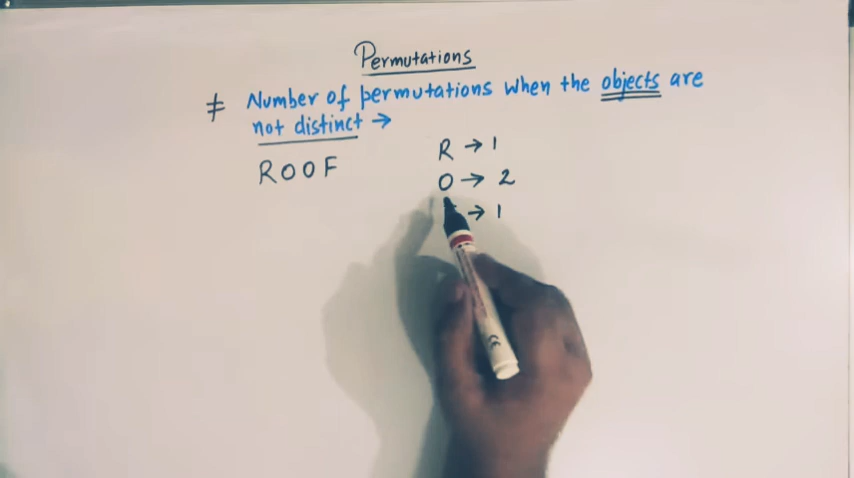 Permutations
≠ Number of permutations when the objects are
not distinct →
ROOF
R → 1
O → 2
→ 1